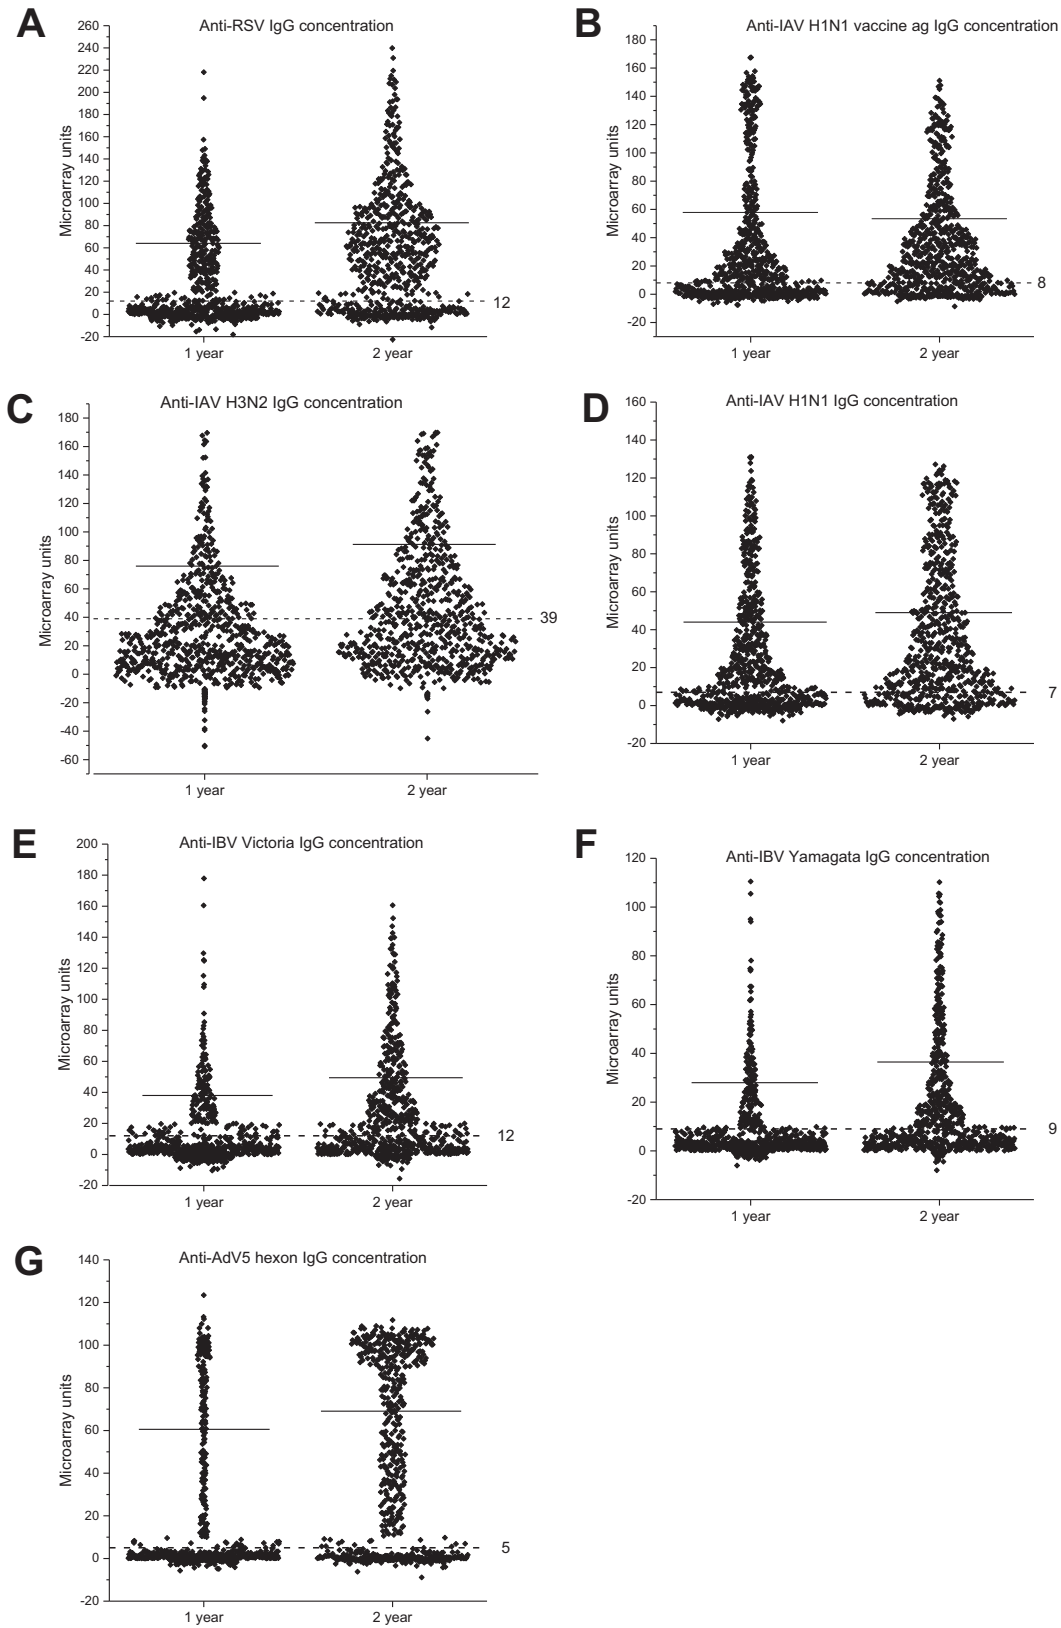 A
Anti-RSV IgG concentration
Microarray units
260
240
220
200
180
160
140
120
100
80
60
40
20
0
-20
12
1 year
2 year
B
Anti-IAV H1N1 vaccine ag IgG concentration
Microarray units
180
160
140
120
100
80
60
40
20
0
-20
8
1 year
2 year
C
Anti-IAV H3N2 IgG concentration
Microarray units
180
160
140
120
100
80
60
40
20
0
-20
-40
-60
39
1 year
2 year
D
Anti-IAV H1N1 IgG concentration
Microarray units
160
140
120
100
80
60
40
20
0
-20
7
1 year
2 year
E
Anti-IBV Victoria IgG concentration
Microarray units
200
180
160
140
120
100
80
60
40
20
0
-20
12
1 year
2 year
F
Anti-IBV Yamagata IgG concentration
Microarray units
120
100
80
60
40
20
0
-20
9
1 year
2 year
G
Anti-AdV5 hexon IgG concentration
Microarray units
140
120
100
80
60
40
20
0
-20
5
1 year
2 year